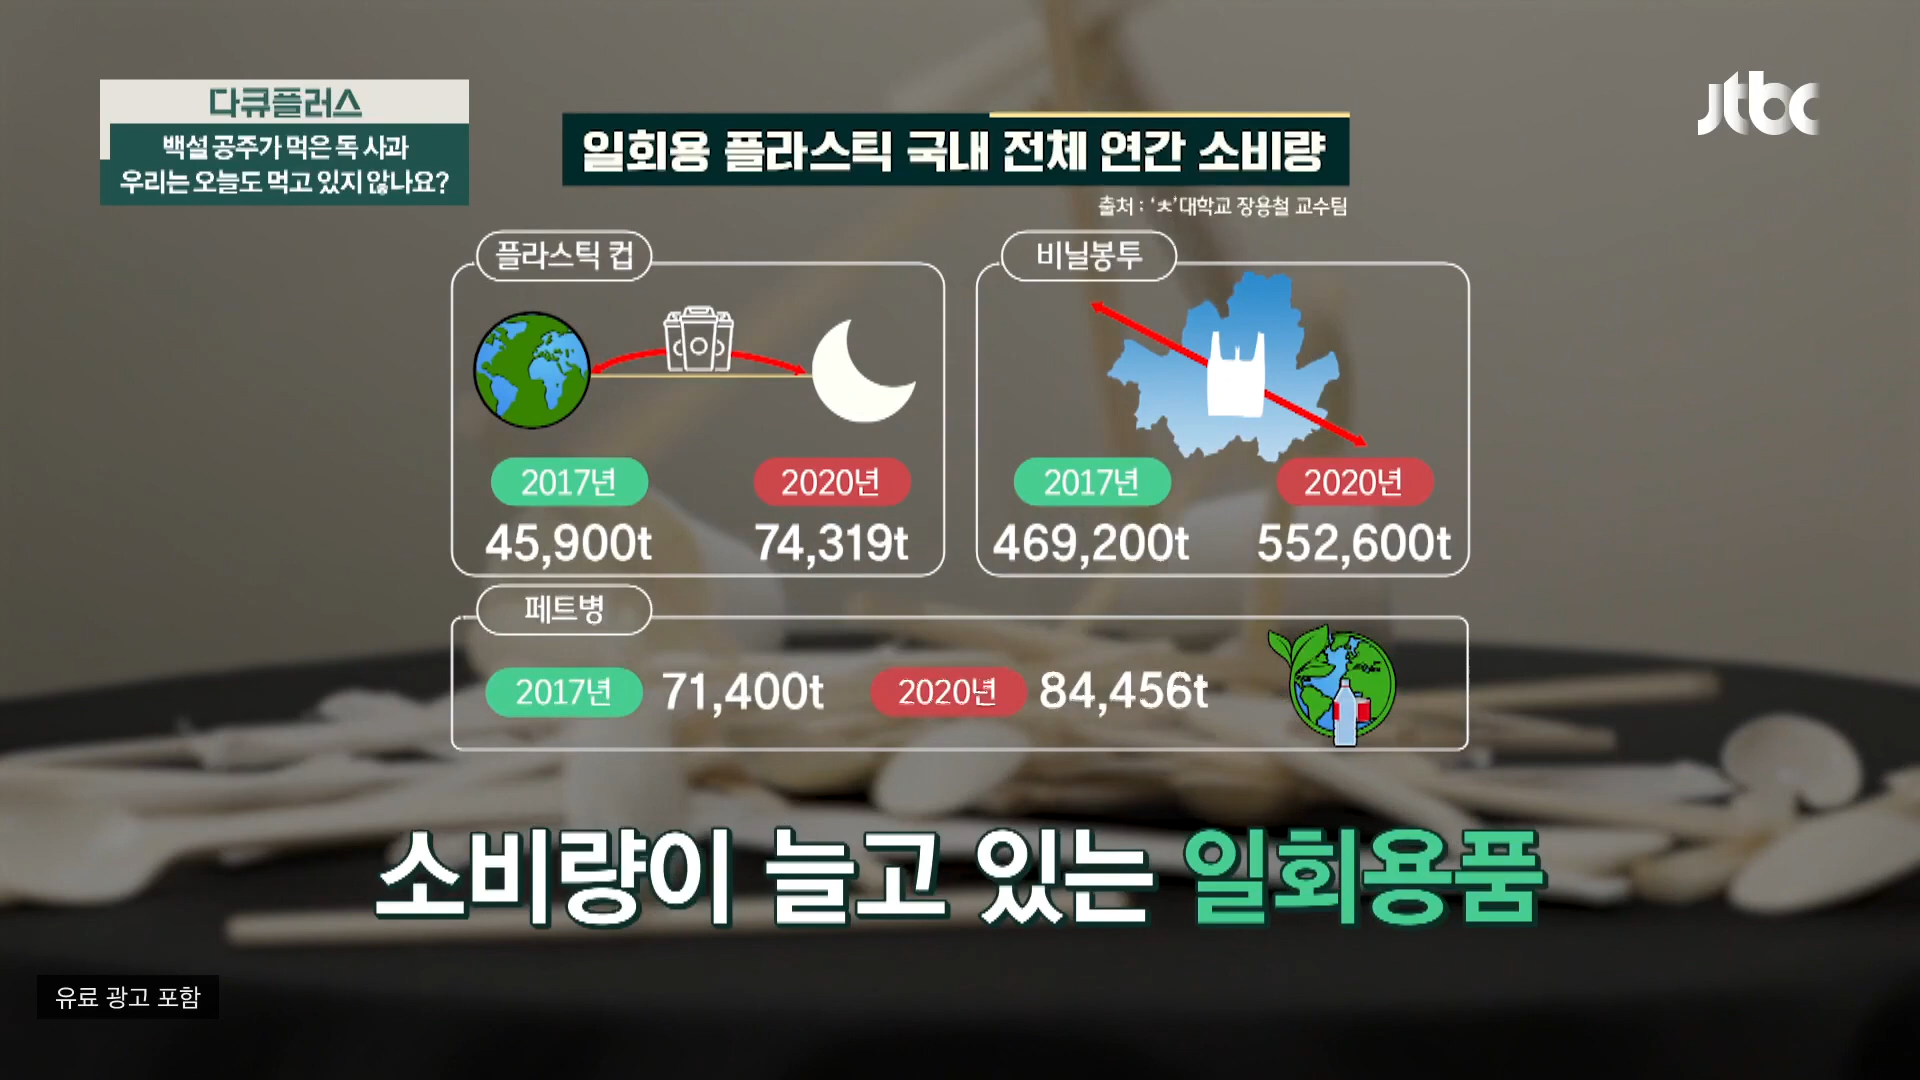 다큐플러스
백설 공주가 먹은 독 사과
우리는 오늘도 먹고 있지 않나요?
jtbc
일회용 플라스틱 국내 전체 연간 소비량
출처 : ‘ㅊ’대학교 장용철 교수팀
플라스틱 컵
2017년 2020년
45,900t 74,319t
비닐봉투
2017년 2020년
469,200t 552,600t
페트병
2017년 71,400t 2020년 84,456t
소비량이 늘고 있는 일회용품
유료 광고 포함